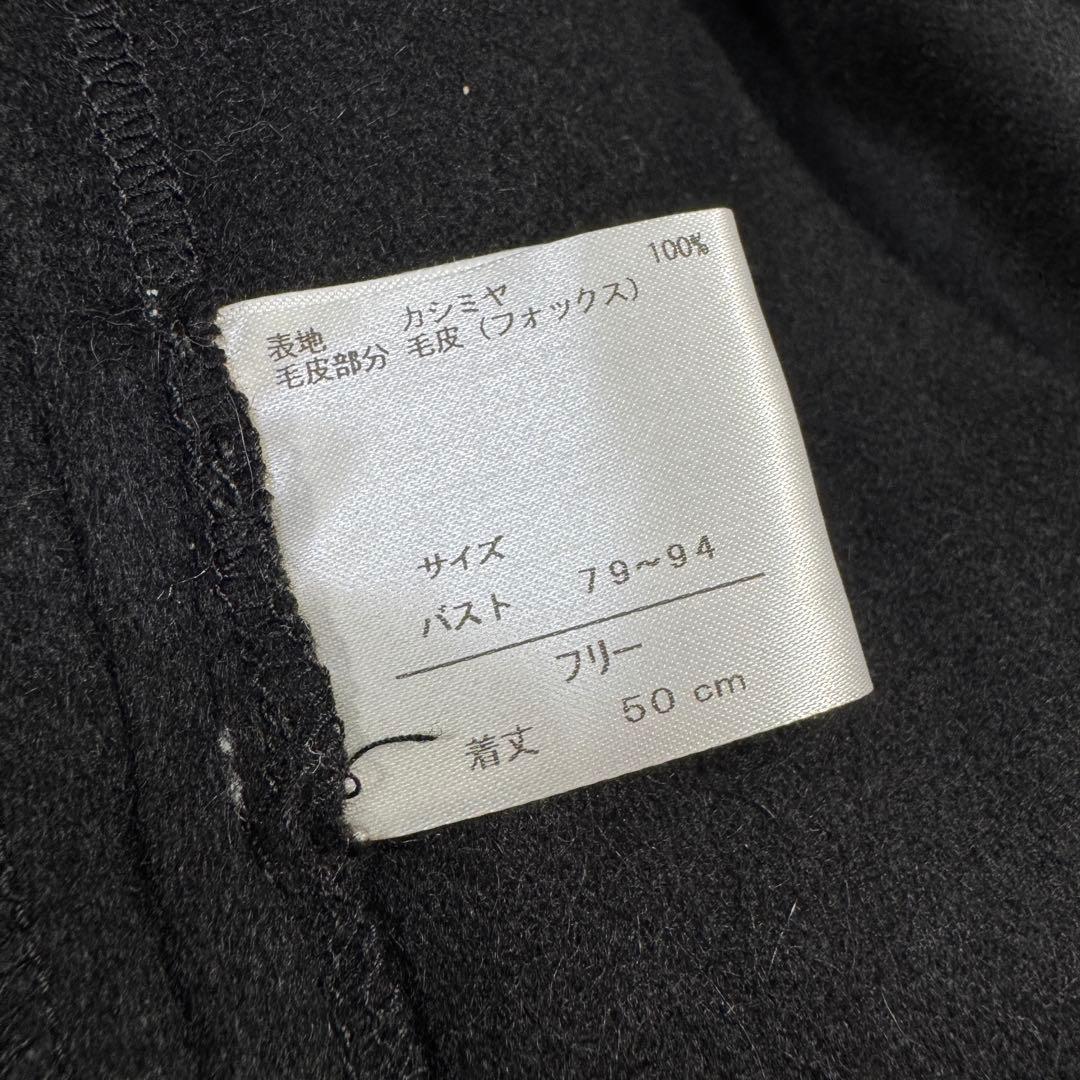 表地 カシミヤ 100%
毛皮部分 毛皮(フォックス)
サイズ
バスト 79~94
フリー
着丈 50 cm